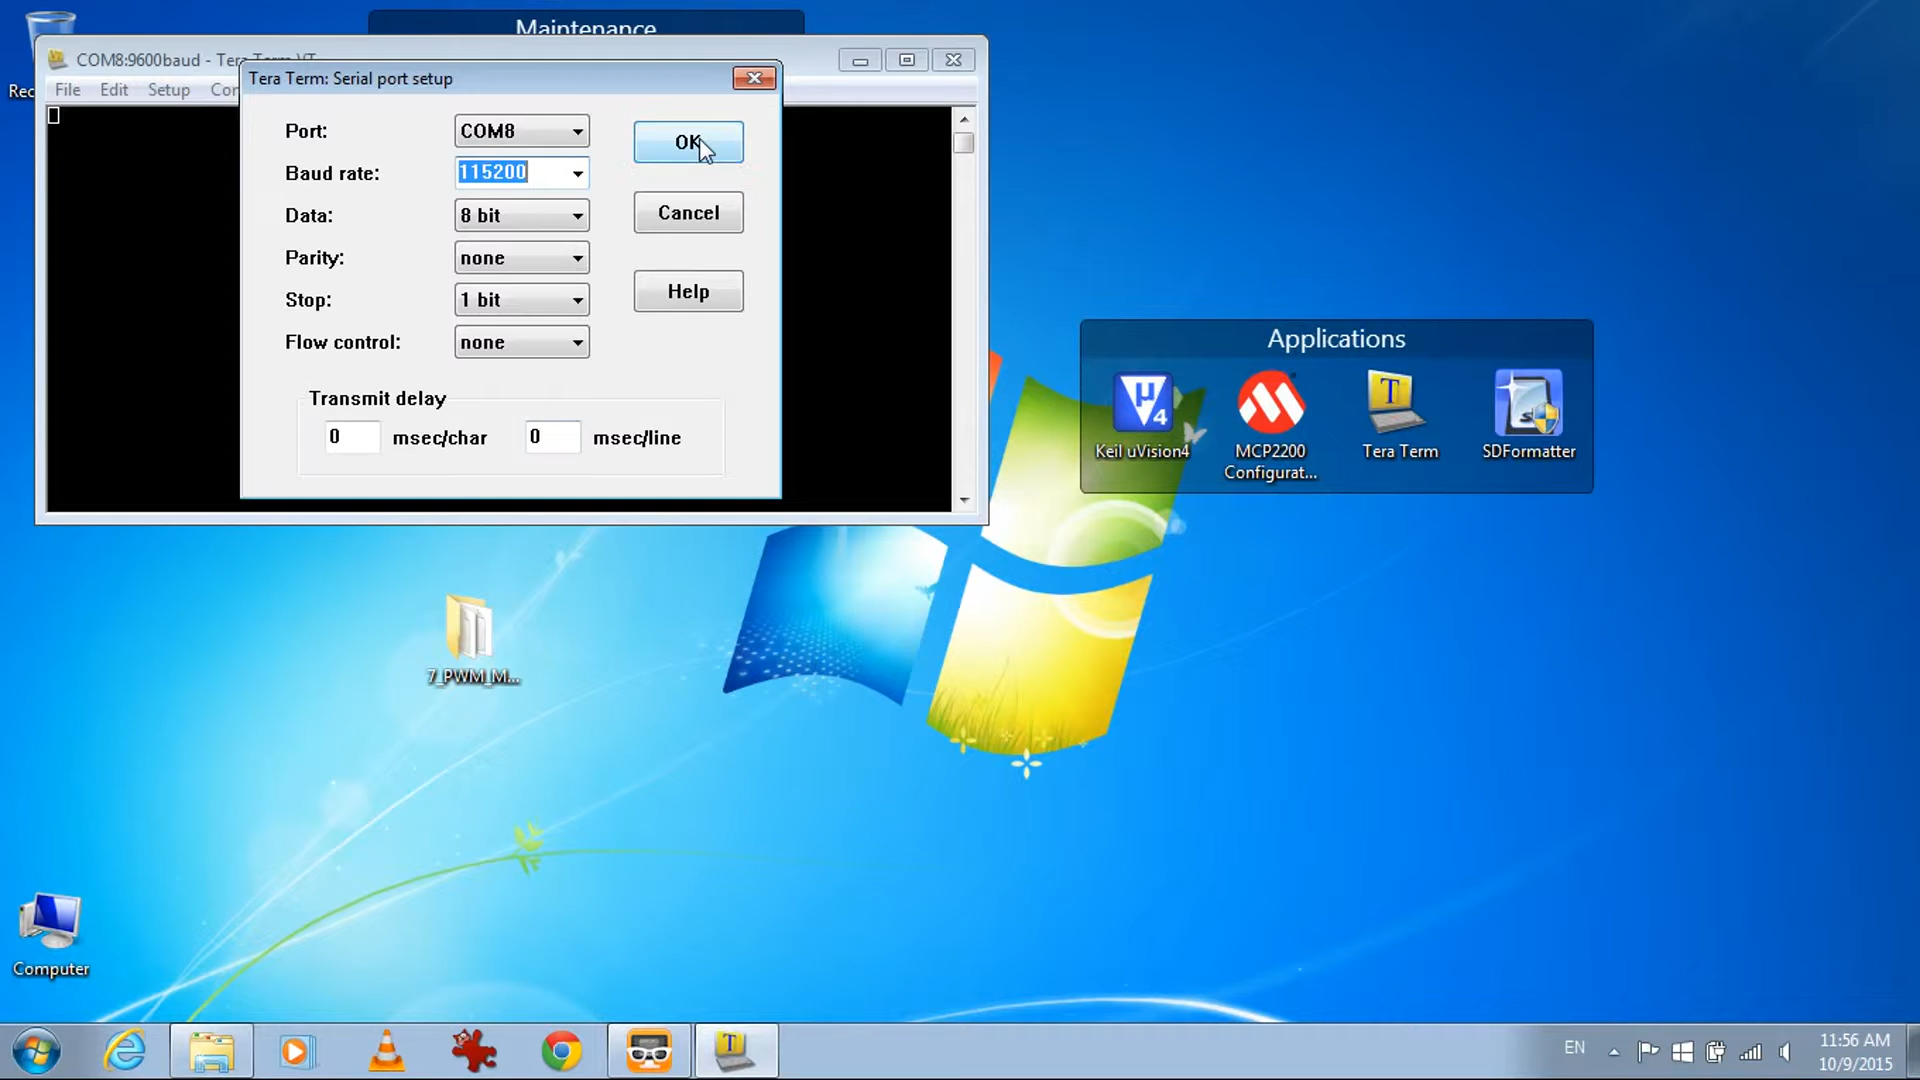 Maintenance
Rec
COM8:9600baud - Tera Term VT
File Edit Setup Con
Tera Term: Serial port setup
Port: COM8
OK
Baud rate: 115200
Data: 8 bit
Cancel
Parity: none
Stop: 1 bit
Help
Flow control: none
Transmit delay
0 msec/char 0 msec/line
Applications
Keil uVision4
MCP2200 Configurat...
Tera Term
SDFormatter
7_PWM_M...
Computer
EN
11:56 AM
10/9/2015